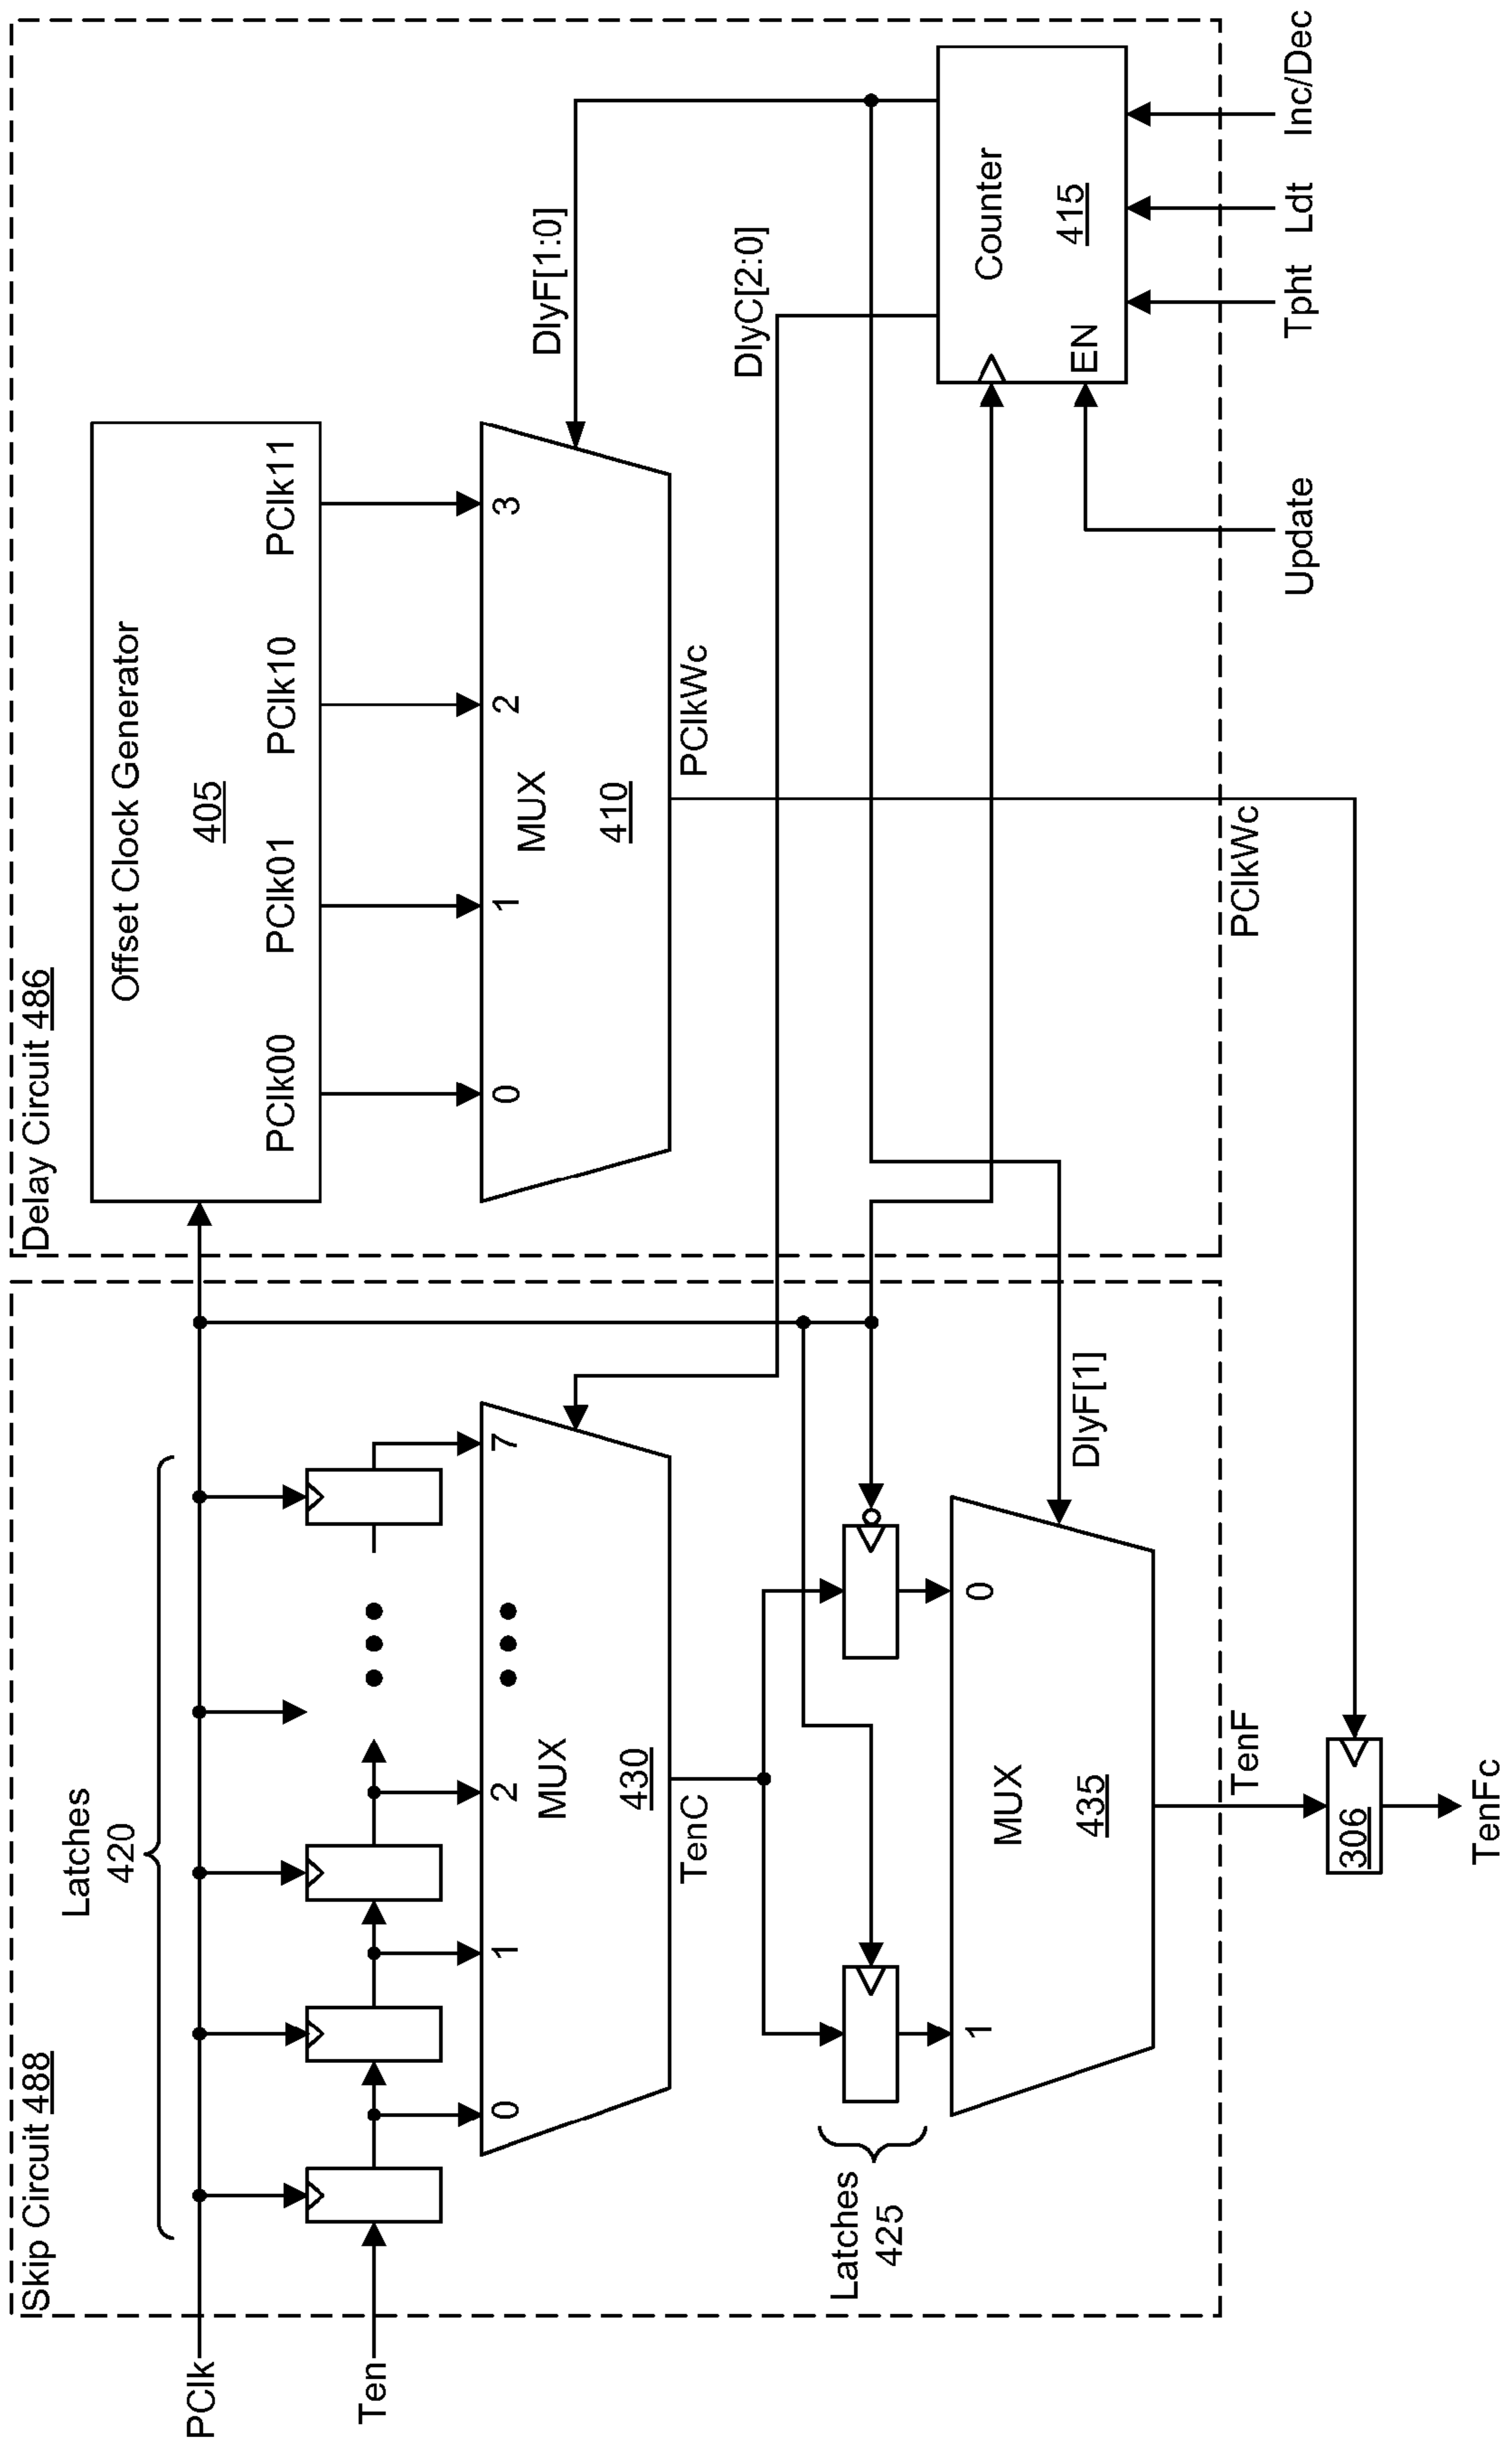 Skip Circuit 488
PClk
Ten
Latches
420
0
1
2
7
MUX
430
TenC
Latches
425
1
0
MUX
435
DlyF[1]
TenF
306
TenFc
Delay Circuit 486
Offset Clock Generator
405
PClk00
PClk01
PClk10
PClk11
0
1
2
3
MUX
410
PClkWc
PClkWc
DlyF[1:0]
DlyC[2:0]
Counter
415
EN
Update
Tpht
Ldt
Inc/Dec